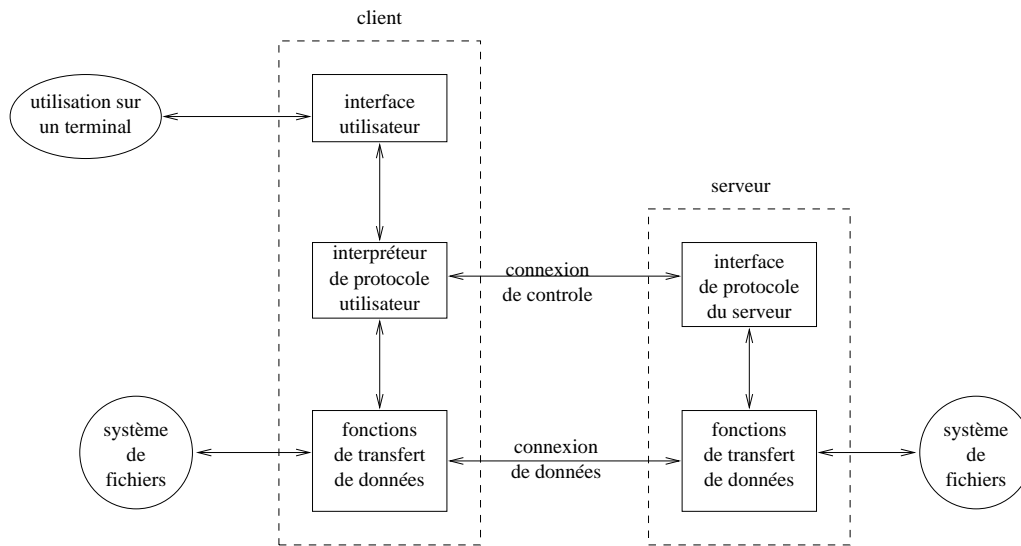 client
utilisation sur
un terminal
interface
utilisateur
serveur
interpréteur
de protocole
utilisateur
connexion
de controle
interface
de protocole
du serveur
système
de
fichiers
fonctions
de transfert
de données
connexion
de données
fonctions
de transfert
de données
système
de
fichiers